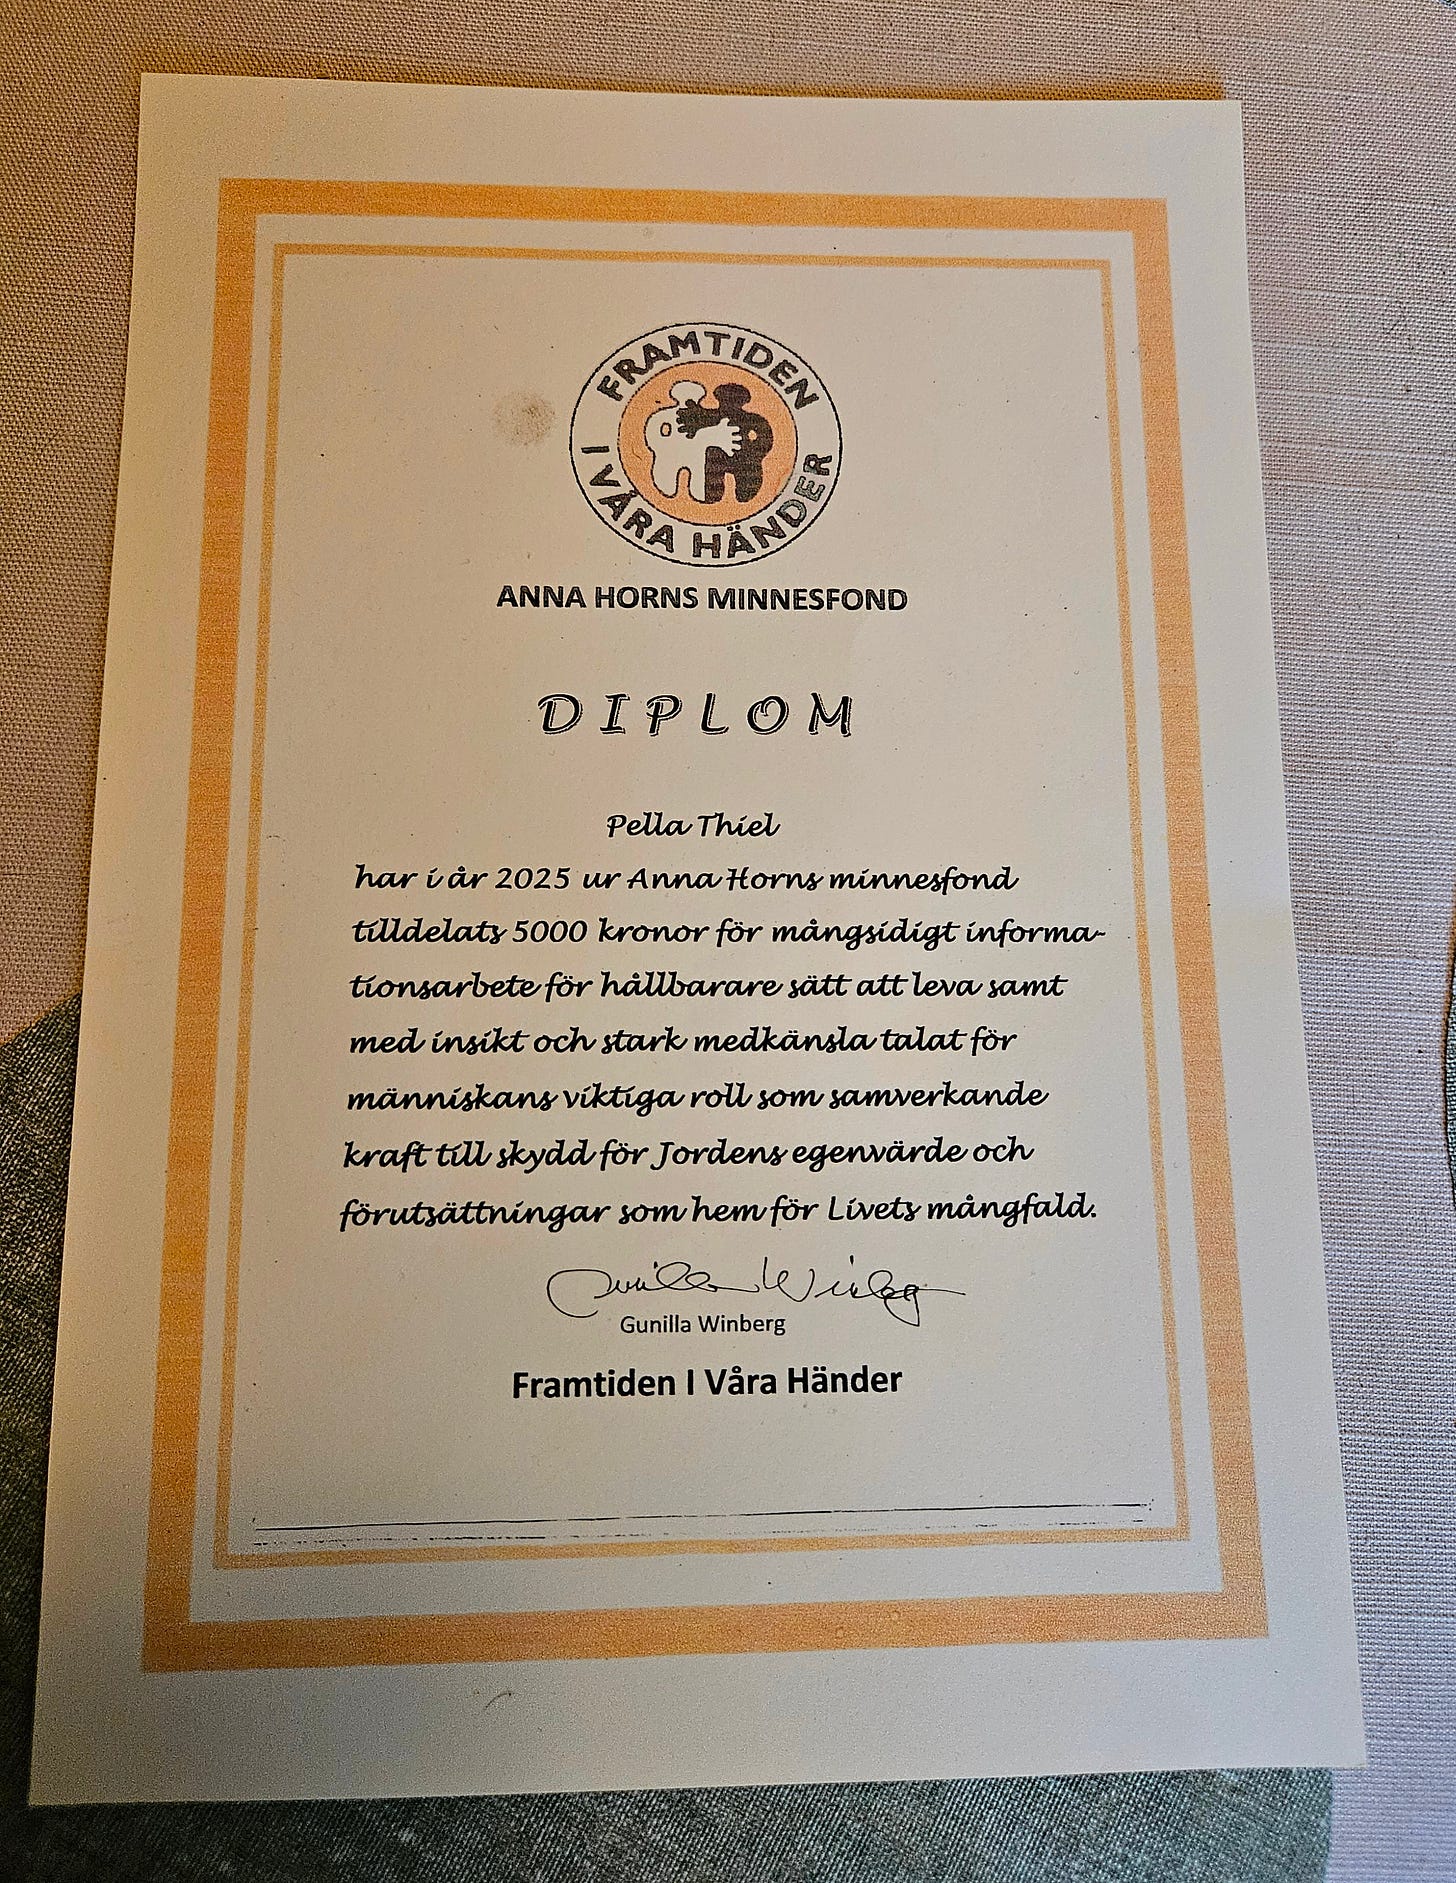 FRAMTIDEN
I VÅRA HÄNDER
ANNA HORNS MINNESFOND
DIPLOM
Pella Thiel
har i år 2025 ur Anna Horns minnesfond
tilldelats 5000 kronor för mångsidigt informa-
tionsarbete för hållbarare sätt att leva samt
med insikt och stark medkänsla talat för
människans viktiga roll som samverkande
kraft till skydd för Jordens egenvärde och
förutsättningar som hem för Livets mångfald.
Gunilla Winberg
Gunilla Winberg
Framtiden I Våra Händer